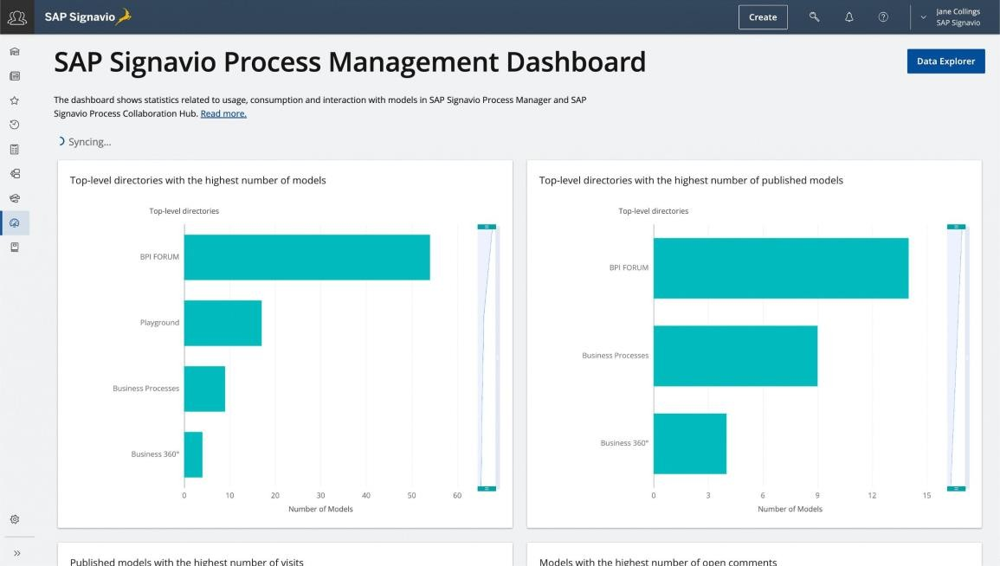 SAP Signavio
Create
Jane Collings
SAP Signavio
SAP Signavio Process Management Dashboard
Data Explorer
The dashboard shows statistics related to usage, consumption and interaction with models in SAP Signavio Process Manager and SAP
Signavio Process Collaboration Hub. Read more.
Syncing...
Top-level directories with the highest number of models
Top-level directories
BPI FORUM
Playground
Business Processes
Business 360°
0 10 20 30 40 50 60
Number of Models
Top-level directories with the highest number of published models
Top-level directories
BPI FORUM
Business Processes
Business 360°
0 3 6 9 12 15
Number of Models
Published models with the highest number of visits
Models with the highest number of open comments